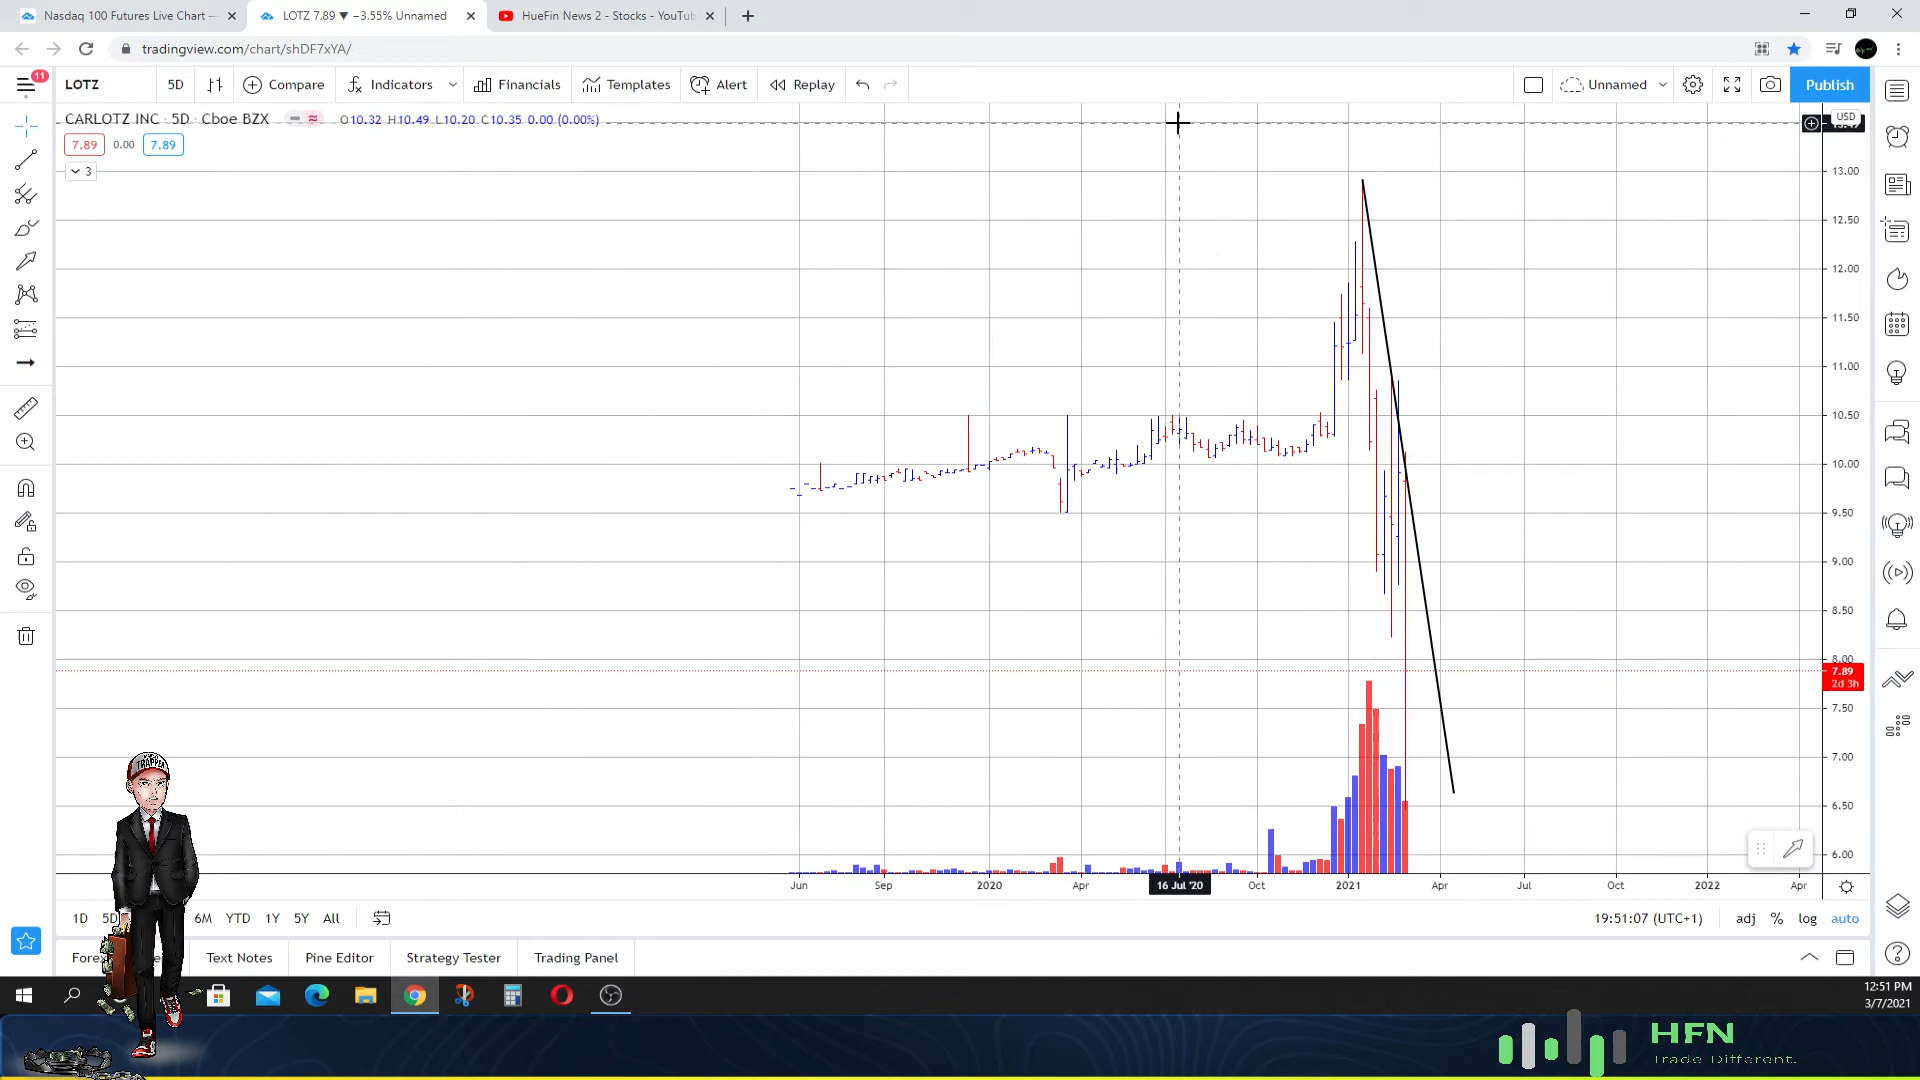 Nasdaq 100 Futures Live Chart —
LOTZ 7.89 ▼ −3.55% Unnamed
HueFin News 2 - Stocks - YouTub
tradingview.com/chart/shDF7xYA/
11
LOTZ
5D
Compare
Indicators
Financials
Templates
Alert
Replay
Unnamed
Publish
CARLOTZ INC · 5D · Cboe BZX
O10.32 H10.49 L10.20 C10.35 0.00 (0.00%)
USD
7.89
0.00
7.89
3
13.00
12.50
12.00
11.50
11.00
10.50
10.00
9.50
9.00
8.50
8.00
7.89
2d 3h
7.50
7.00
6.50
6.00
Jun
Sep
2020
Apr
16 Jul '20
Oct
2021
Apr
Jul
Oct
2022
Apr
1D
5D
6M
YTD
1Y
5Y
All
19:51:07 (UTC+1)
adj
%
log
auto
Text Notes
Pine Editor
Strategy Tester
Trading Panel
TRAPPER
12:51 PM
3/7/2021
HFN
Trade Different.